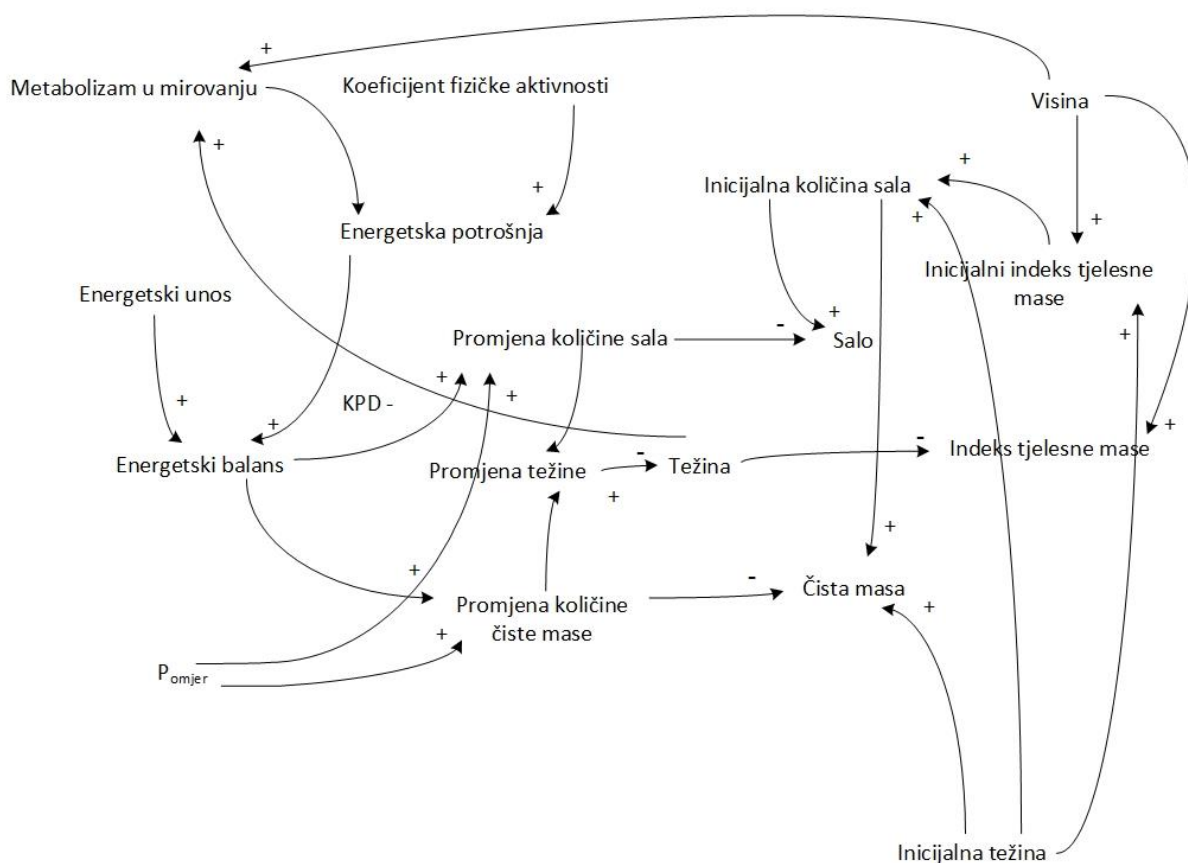 +
Metabolizam u mirovanju
Koeficijent fizičke aktivnosti
Visina
+
+
Inicijalna količina sala
+
+
+
Energetska potrošnja
Inicijalni indeks tjelesne
mase
Energetski unos
+
-
Promjena količine sala
Salo
+
+
+
KPD -
+
+
+
-
+
Energetski balans
Promjena težine
-
Težina
Indeks tjelesne mase
+
+
+
-
Čista masa
Promjena količine
čiste mase
+
+
Pomjer
Inicijalna težina